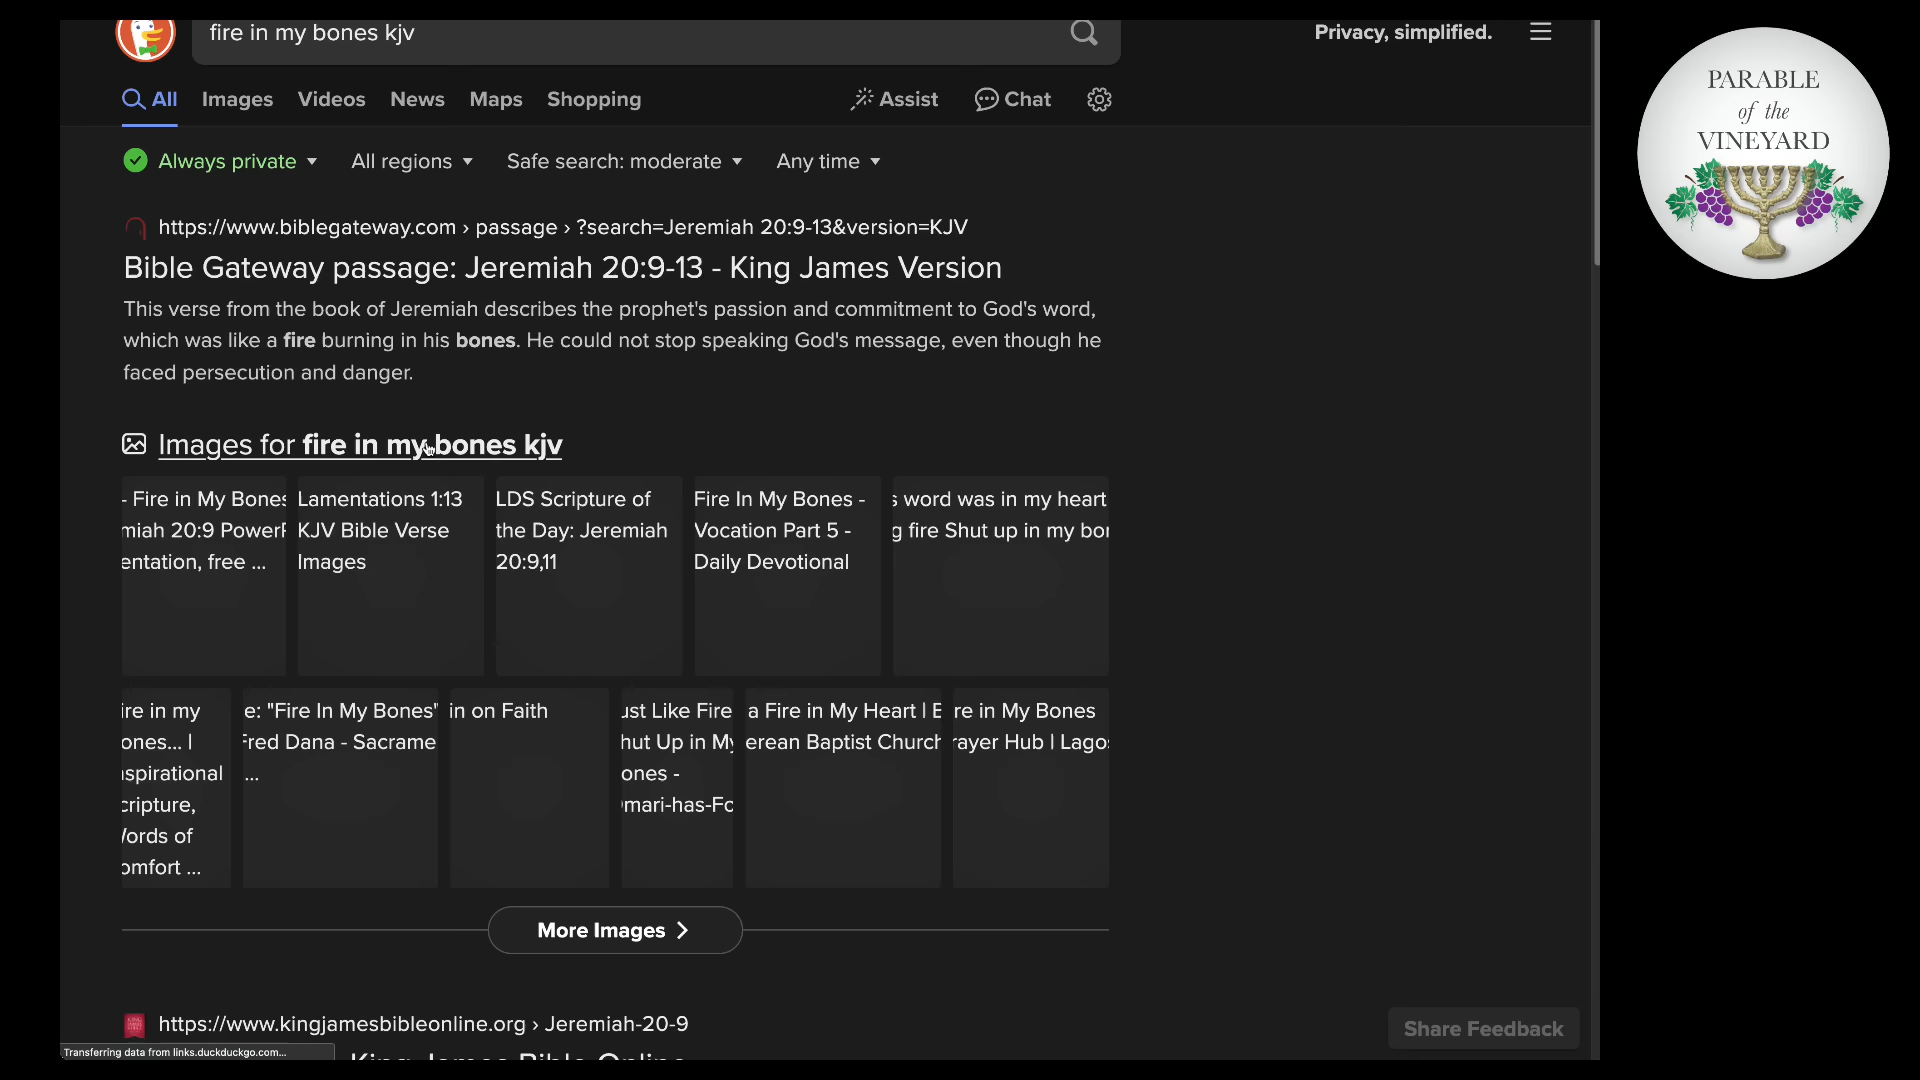 fire in my bones kjv
Privacy, simplified.
All Images Videos News Maps Shopping Assist Chat
Always private All regions Safe search: moderate Any time
https://www.biblegateway.com › passage › ?search=Jeremiah 20:9-13&version=KJV
Bible Gateway passage: Jeremiah 20:9-13 - King James Version
This verse from the book of Jeremiah describes the prophet's passion and commitment to God's word,
which was like a fire burning in his bones. He could not stop speaking God's message, even though he
faced persecution and danger.
Images for fire in my bones kjv
- Fire in My Bones
miah 20:9 PowerP
entation, free ...
Lamentations 1:13
KJV Bible Verse
Images
LDS Scripture of
the Day: Jeremiah
20:9,11
Fire In My Bones -
Vocation Part 5 -
Daily Devotional
s word was in my heart
g fire Shut up in my bon
ire in my
ones... |
nspirational
cripture,
Words of
omfort ...
e: "Fire In My Bones"
Fred Dana - Sacrame
...
in on Faith
ust Like Fire
hut Up in My
ones -
Omari-has-Fo
a Fire in My Heart | B
erean Baptist Church
re in My Bones
rayer Hub | Lagos
More Images
https://www.kingjamesbibleonline.org › Jeremiah-20-9
King James Bible Online
Share Feedback
Transferring data from links.duckduckgo.com...
PARABLE
of the
VINEYARD